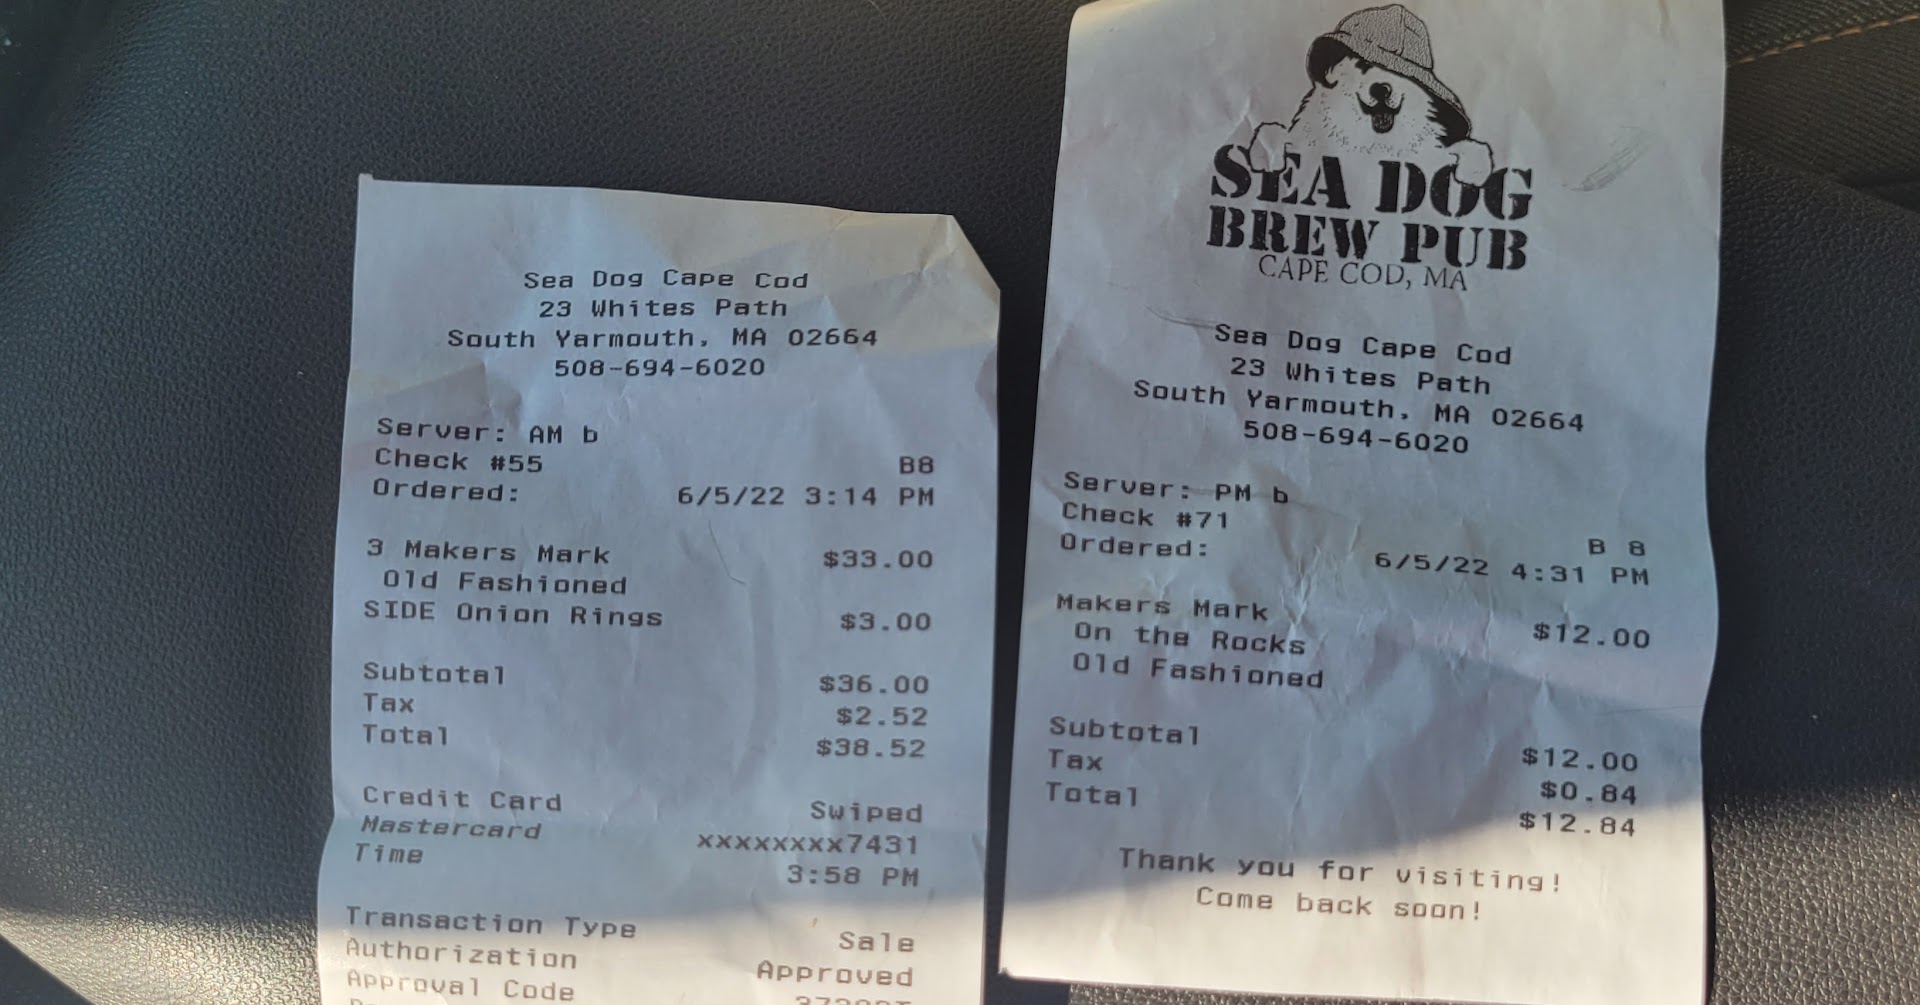 Sea Dog Cape Cod
23 Whites Path
South Yarmouth, MA 02664
508-694-6020
Server: AM b
Check #55 B8
Ordered: 6/5/22 3:14 PM
3 Makers Mark $33.00
Old Fashioned
SIDE Onion Rings $3.00
Subtotal $36.00
Tax $2.52
Total $38.52
Credit Card Swiped
Mastercard xxxxxxxx7431
Time 3:58 PM
Transaction Type Sale
Authorization Approved
Approval Code
SEA DOG
BREW PUB
CAPE COD, MA
Sea Dog Cape Cod
23 Whites Path
South Yarmouth, MA 02664
508-694-6020
Server: PM b
Check #71 B 8
Ordered: 6/5/22 4:31 PM
Makers Mark $12.00
On the Rocks
Old Fashioned
Subtotal $12.00
Tax $0.84
Total $12.84
Thank you for visiting!
Come back soon!